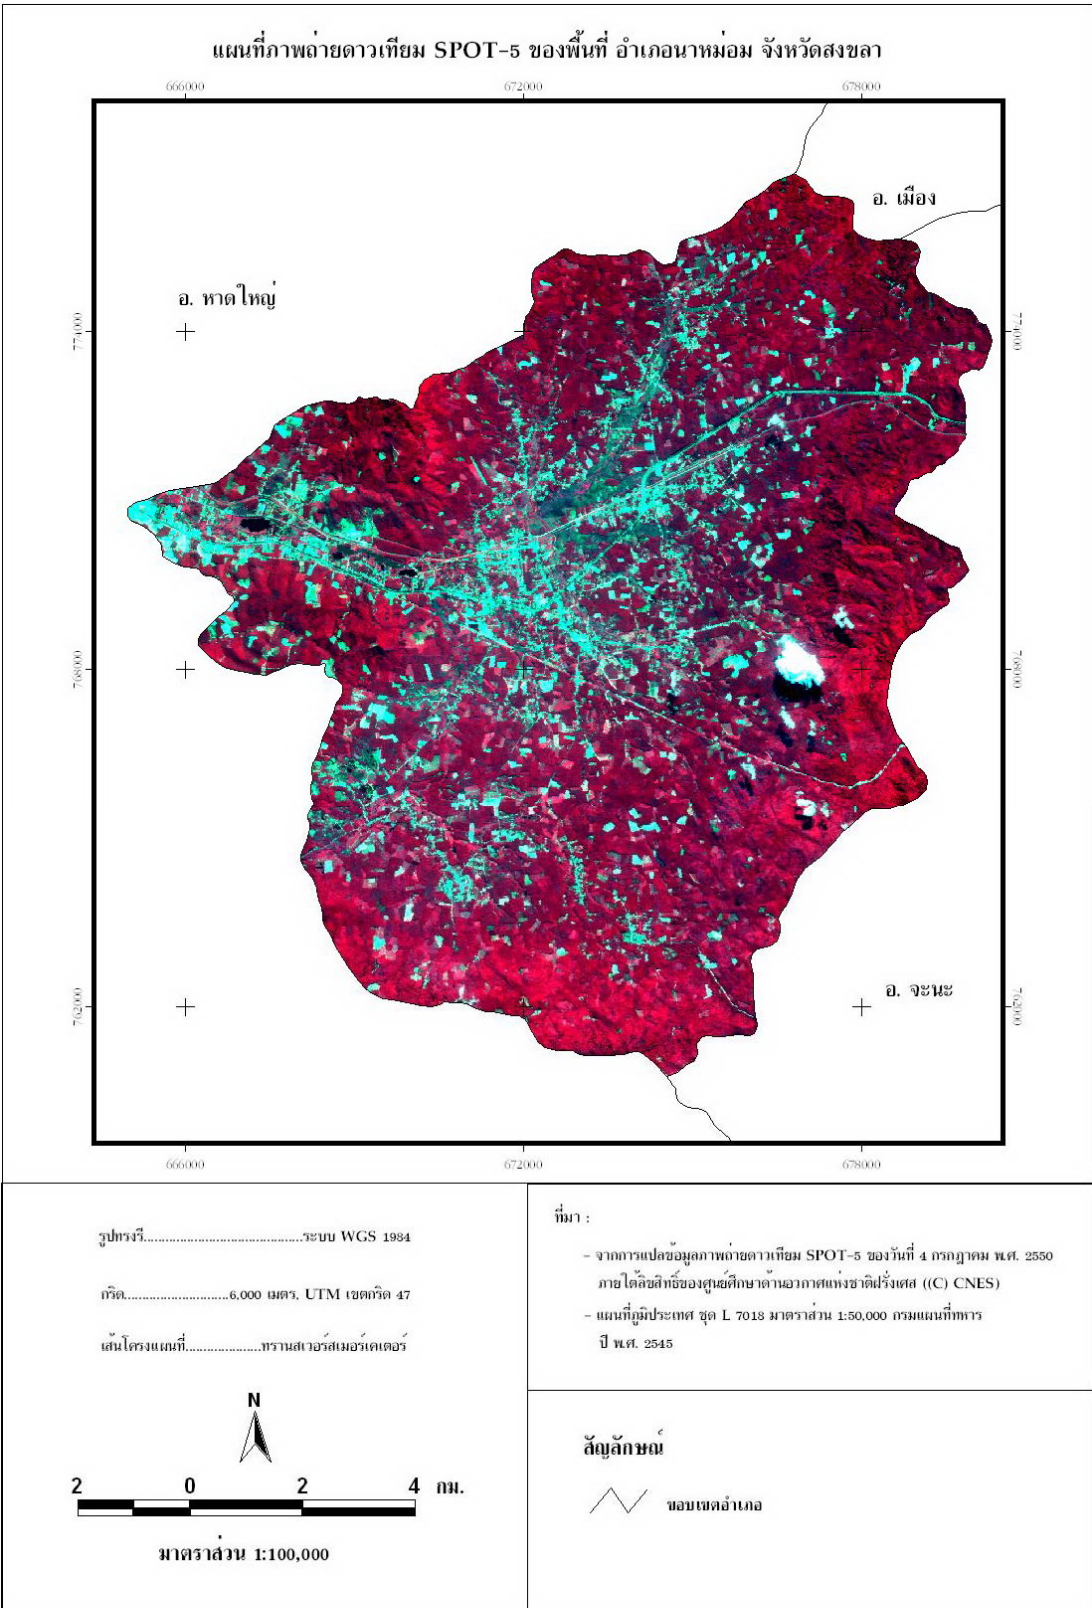 แผนที่ภาพถ่ายดาวเทียม SPOT-5 ของพื้นที่ อำเภอนาหม่อม จังหวัดสงขลา
666000 672000 678000
อ. เมือง
อ. หาดใหญ่
774000 774000
768000 768000
อ. จะนะ
762000 762000
666000 672000 678000
รูปทรงรี...........................................ระบบ WGS 1984
กริด............................6,000 เมตร, UTM เขตกริด 47
เส้นโครงแผนที่.....................ทรานสเวอร์สเมอร์เคเตอร์
N
2 0 2 4 กม.
มาตราส่วน 1:100,000
ที่มา :
- จากการแปลข้อมูลภาพถ่ายดาวเทียม SPOT-5 ของวันที่ 4 กรกฎาคม พ.ศ. 2550
ภายใต้ลิขสิทธิ์ของศูนย์ศึกษาด้านอวกาศแห่งชาติฝรั่งเศส ((C) CNES)
- แผนที่ภูมิประเทศ ชุด L 7018 มาตราส่วน 1:50,000 กรมแผนที่ทหาร
ปี พ.ศ. 2545
สัญลักษณ์
ขอบเขตอำเภอ